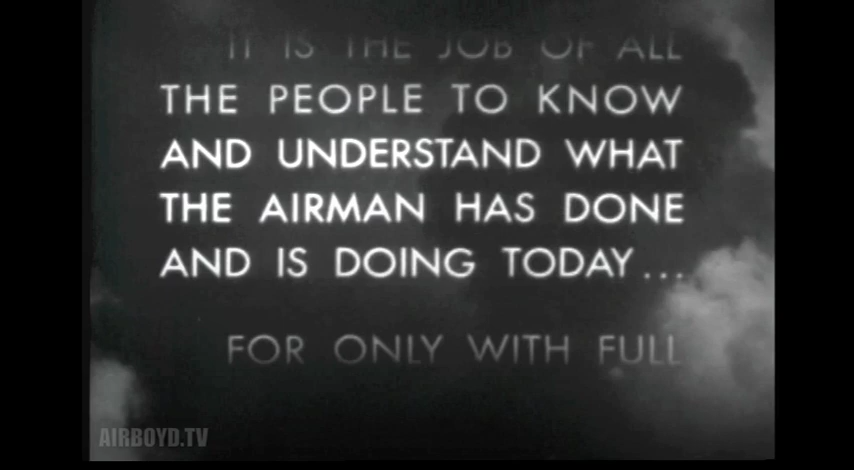 IT IS THE JOB OF ALL
THE PEOPLE TO KNOW
AND UNDERSTAND WHAT
THE AIRMAN HAS DONE
AND IS DOING TODAY...
FOR ONLY WITH FULL
AIRBOYD.TV